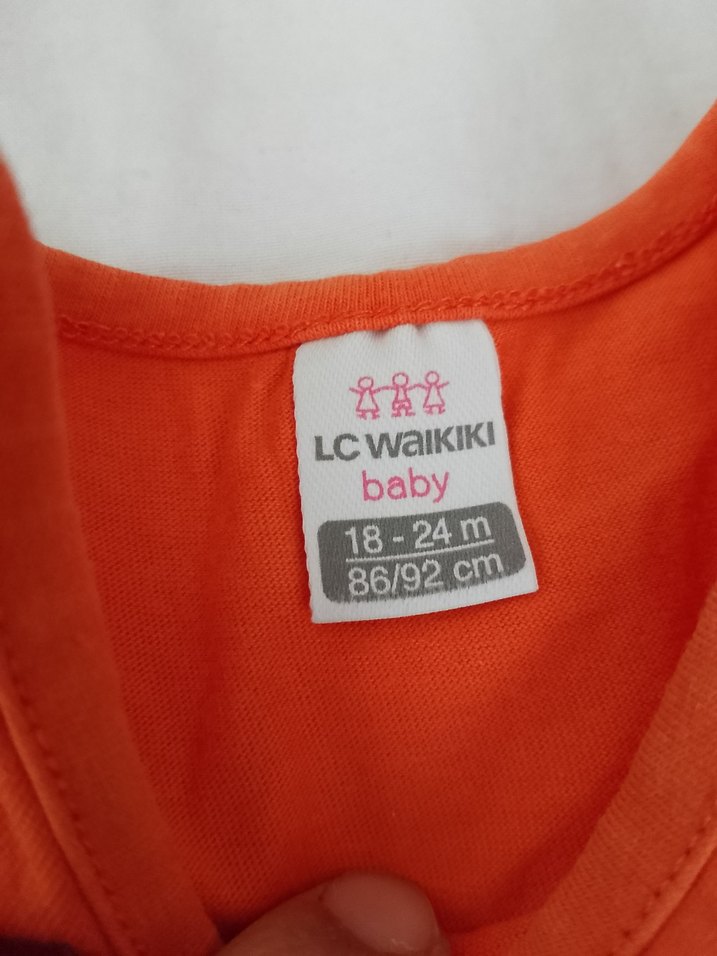 LC WAIKIKI
baby
18 - 24 m
86/92 cm